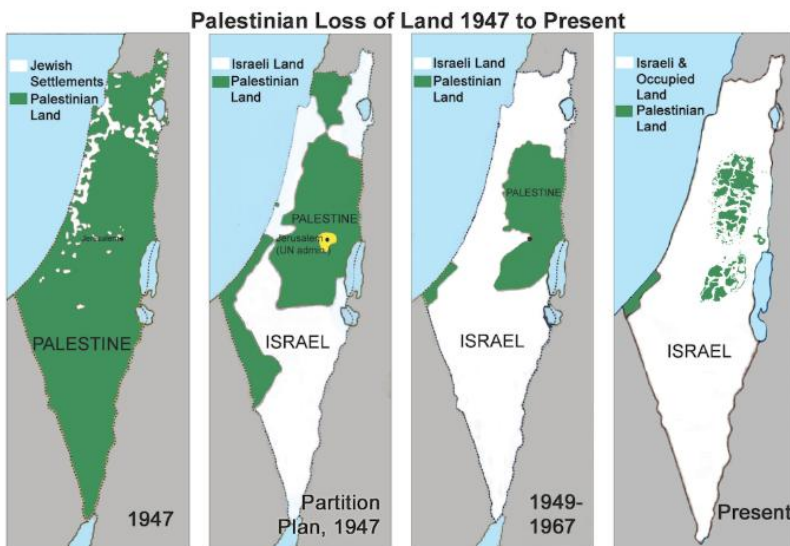 Palestinian Loss of Land 1947 to Present
Jewish
Settlements
Palestinian
Land
Jerusalem
PALESTINE
1947
Israeli Land
Palestinian
Land
PALESTINE
Jerusalem
(UN admin.)
ISRAEL
Partition
Plan, 1947
Israeli Land
Palestinian
Land
PALESTINE
ISRAEL
1949-
1967
Israeli &
Occupied
Land
Palestinian
Land
ISRAEL
Present